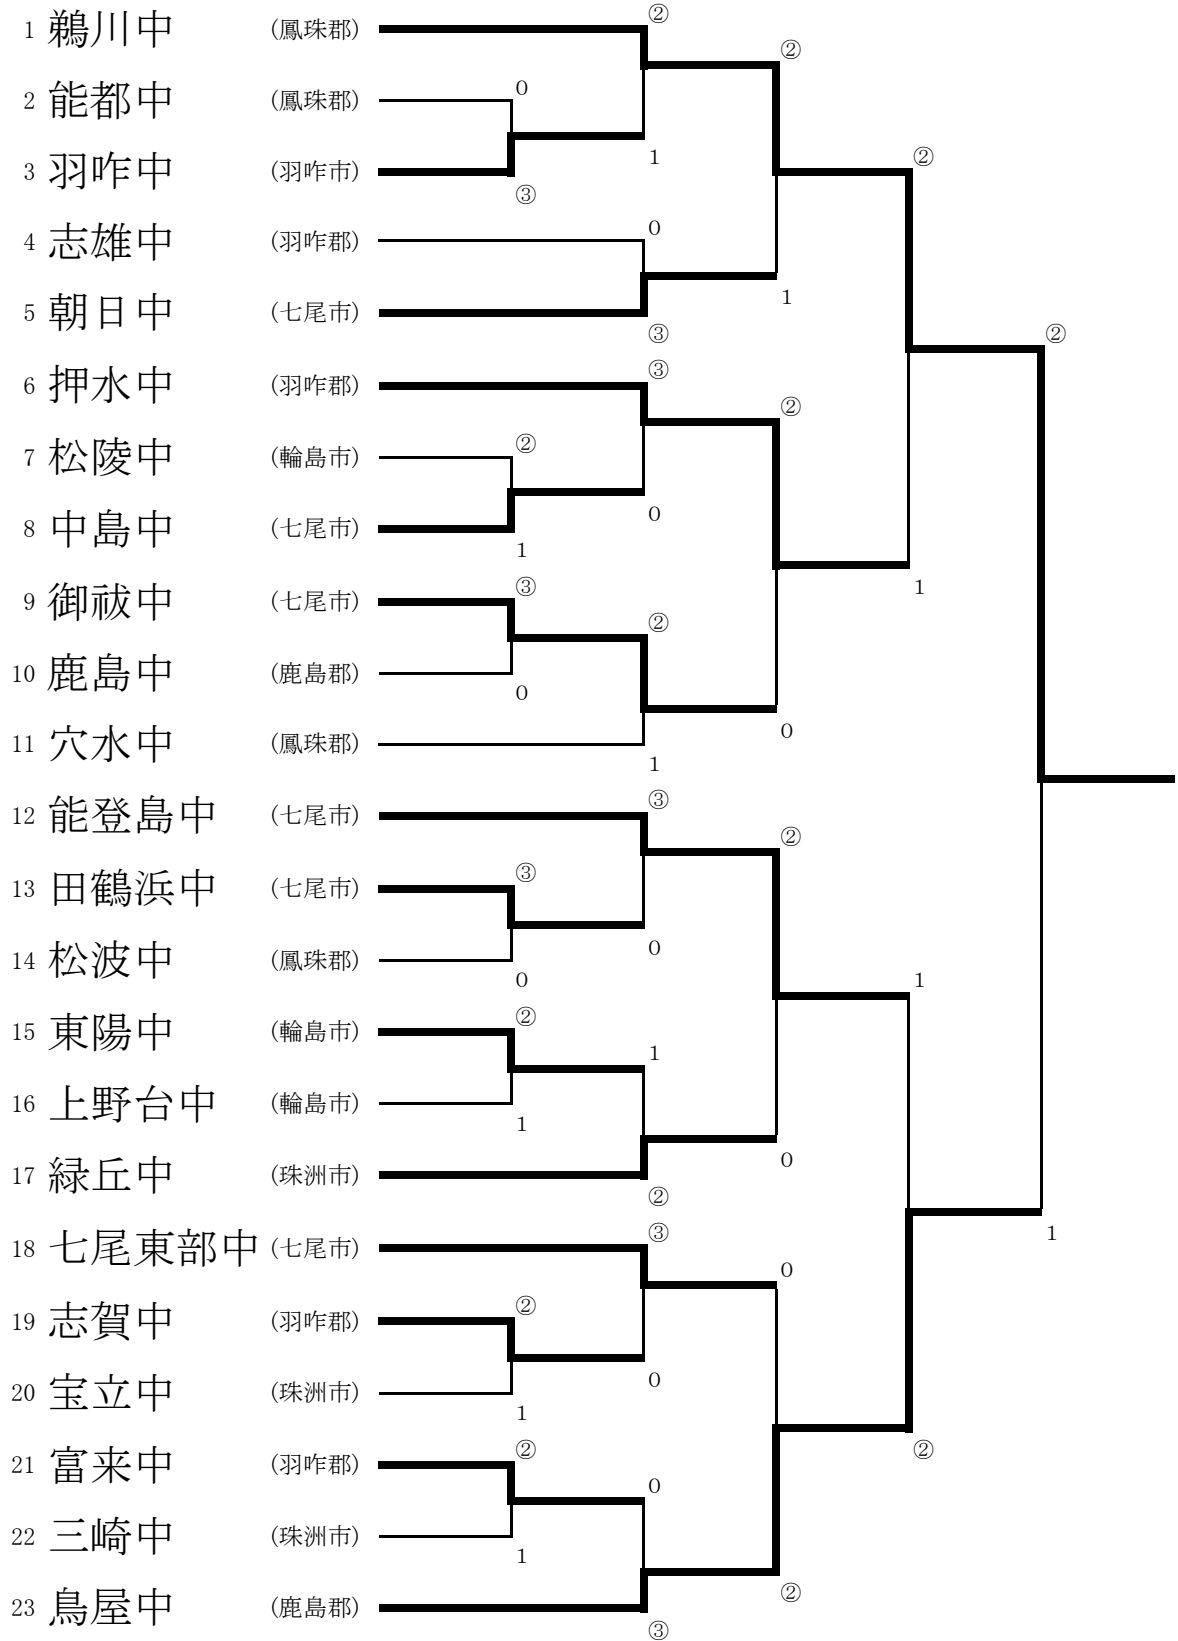 ②
1 鵜川中 (鳳珠郡)
②
0
2 能都中 (鳳珠郡)
1
②
3 羽咋中 (羽咋市)
③
0
4 志雄中 (羽咋郡)
1
5 朝日中 (七尾市)
③
②
③
6 押水中 (羽咋郡)
②
②
7 松陵中 (輪島市)
0
8 中島中 (七尾市)
1
③
1
9 御祓中 (七尾市)
②
10 鹿島中 (鹿島郡)
0
0
11 穴水中 (鳳珠郡)
1
③
12 能登島中 (七尾市)
②
③
13 田鶴浜中 (七尾市)
0
14 松波中 (鳳珠郡)
0
1
②
15 東陽中 (輪島市)
1
16 上野台中 (輪島市)
1
0
17 緑丘中 (珠洲市)
②
③
1
18 七尾東部中 (七尾市)
0
②
19 志賀中 (羽咋郡)
0
20 宝立中 (珠洲市)
1
②
②
21 富来中 (羽咋郡)
0
22 三崎中 (珠洲市)
1
②
23 鳥屋中 (鹿島郡)
③